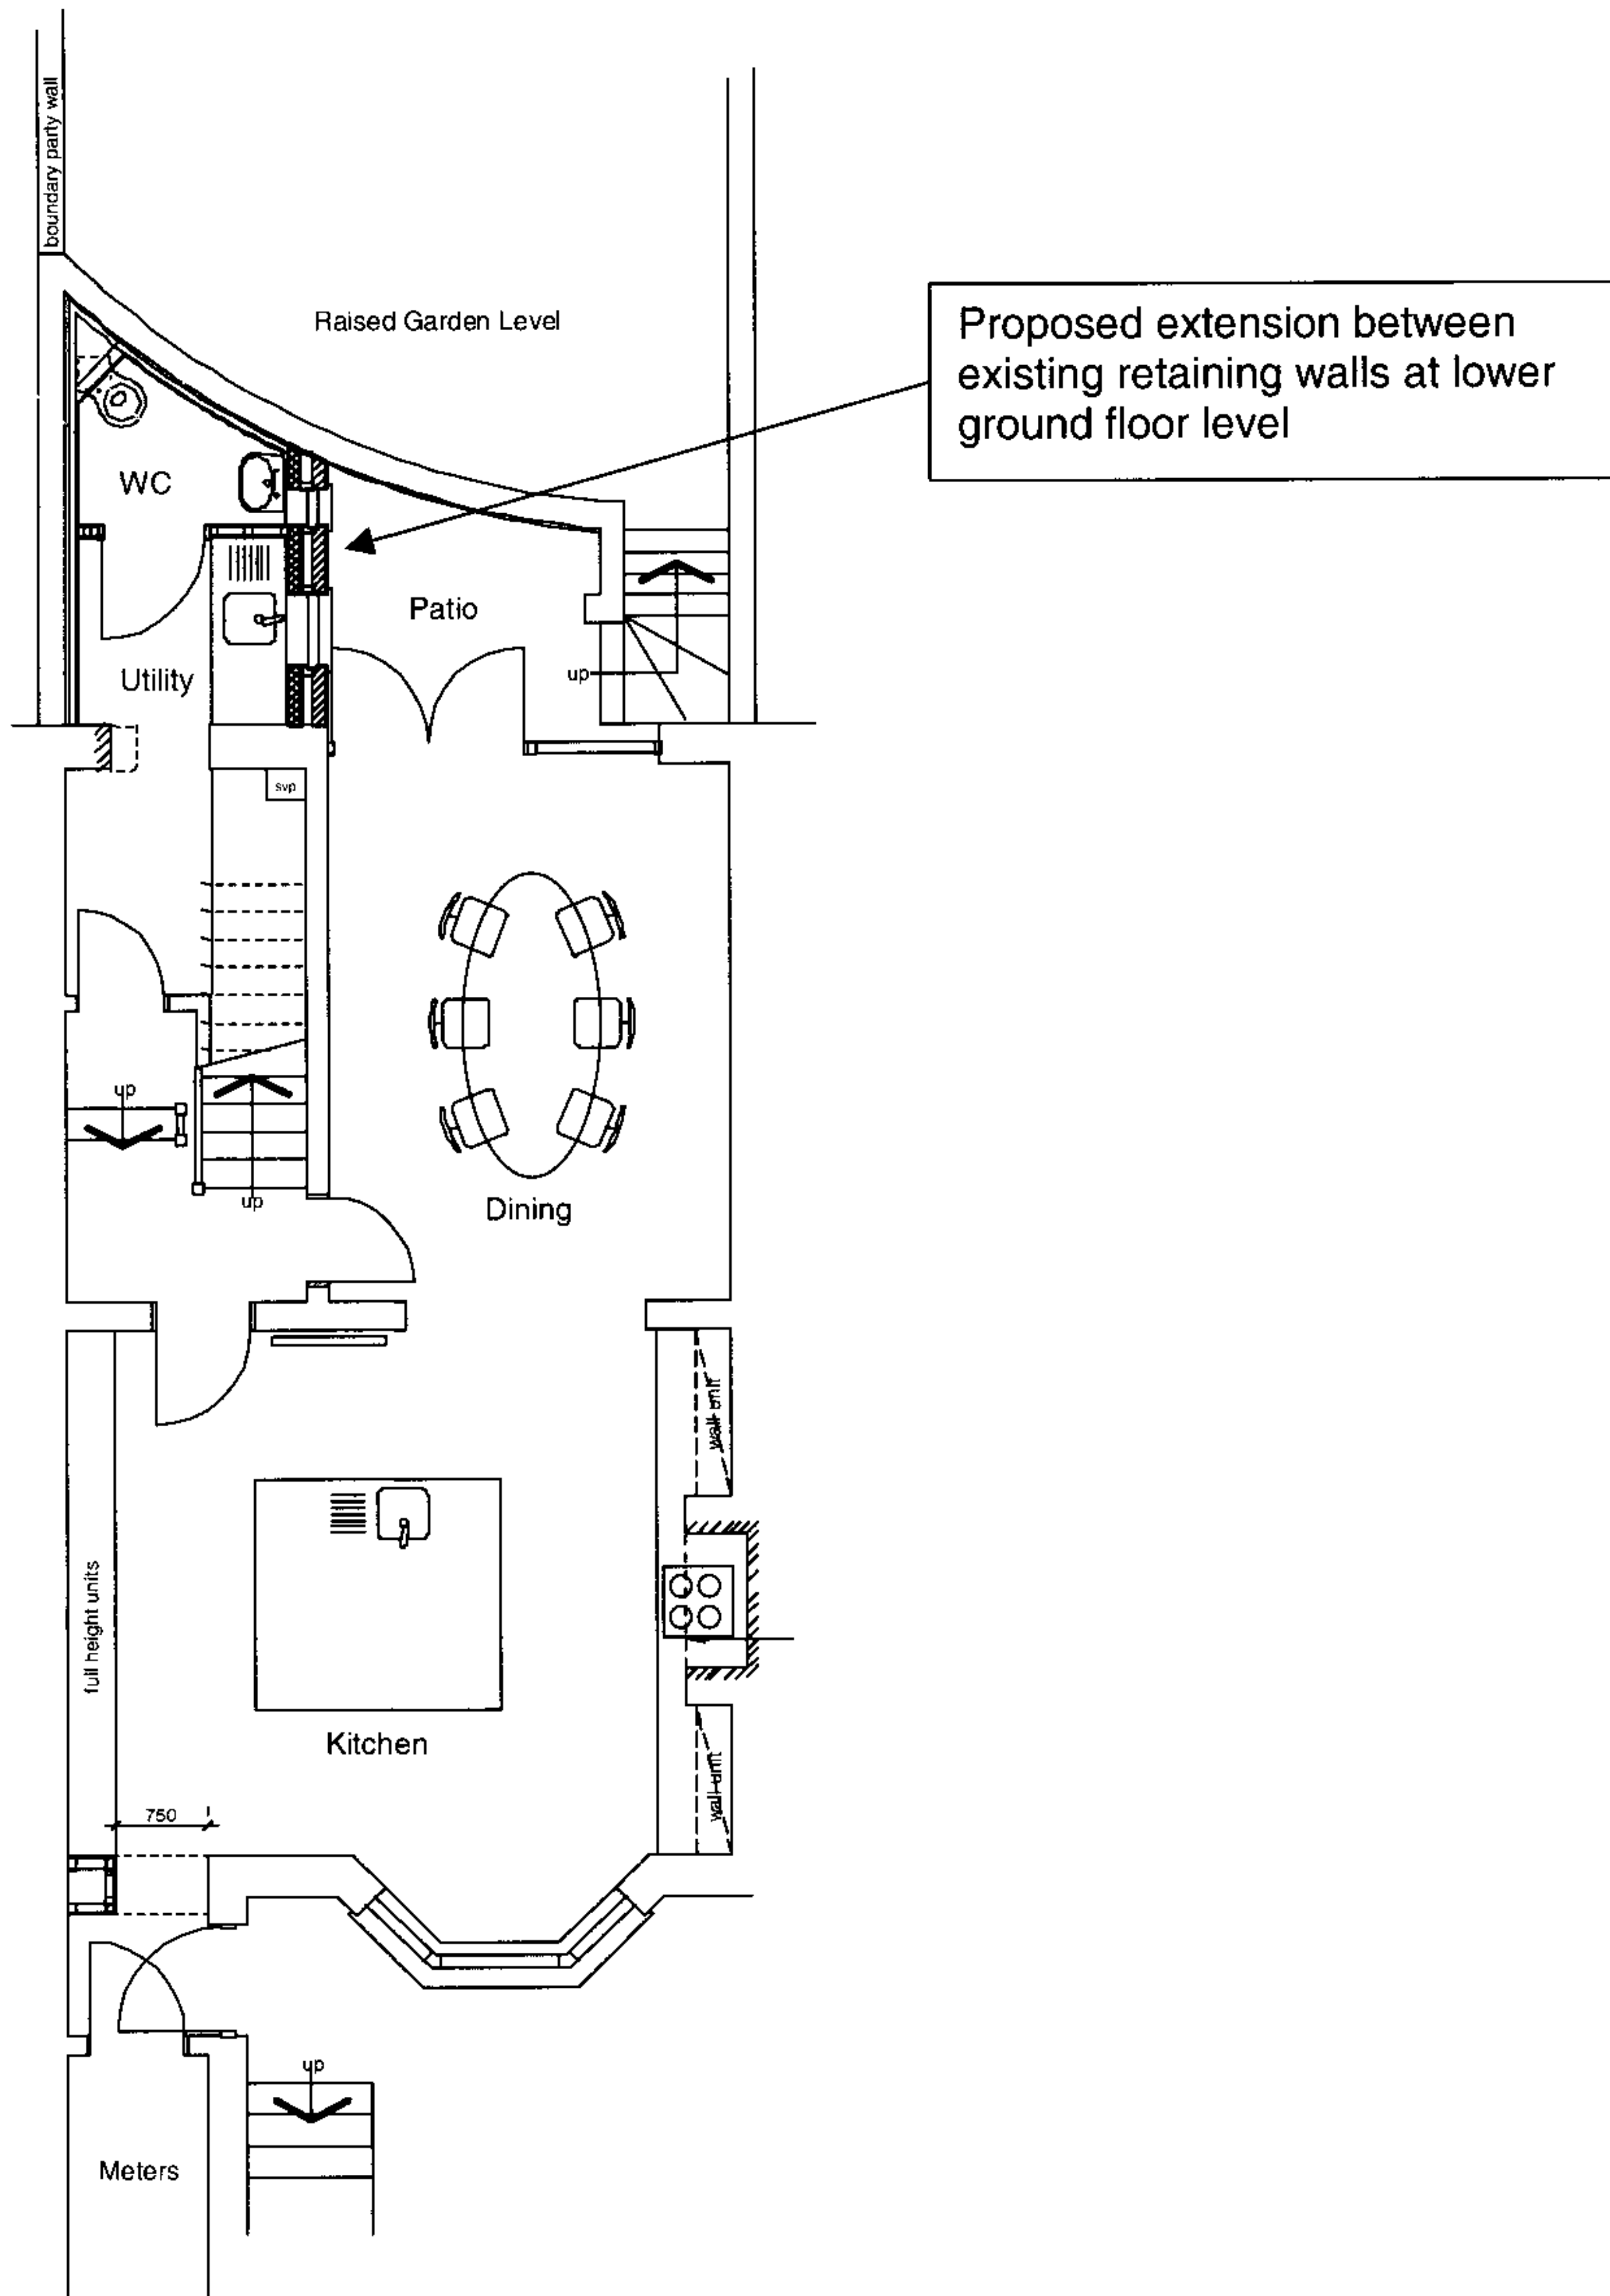 boundary party wall
Raised Garden Level
Proposed extension between
existing retaining walls at lower
ground floor level
WC
Patio
Utility
up
svp
up
up
Dining
wall unit
full height units
Kitchen
wall unit
750
up
Meters